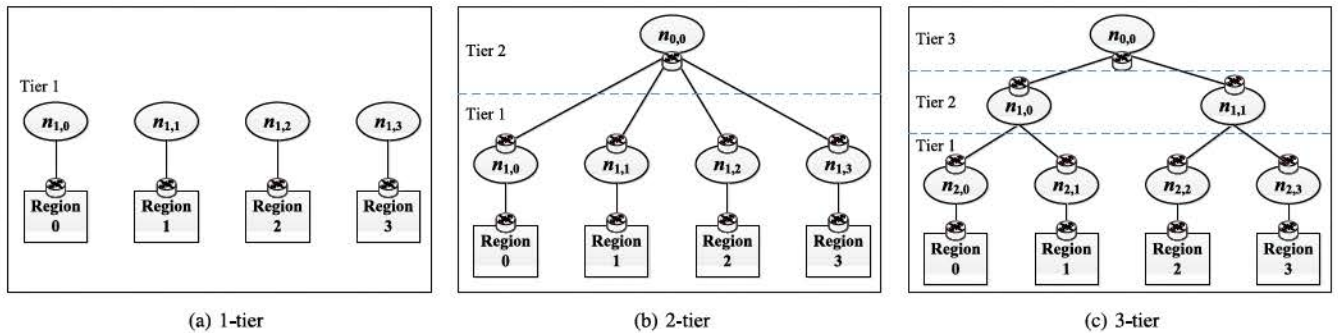 Tier 1
n1,0 n1,1 n1,2 n1,3
Region Region Region Region
0 1 2 3
(a) 1-tier
n0,0
Tier 2
Tier 1
n1,0 n1,1 n1,2 n1,3
Region Region Region Region
0 1 2 3
(b) 2-tier
n0,0
Tier 3
Tier 2
n1,0 n1,1
Tier 1
n2,0 n2,1 n2,2 n2,3
Region Region Region Region
0 1 2 3
(c) 3-tier